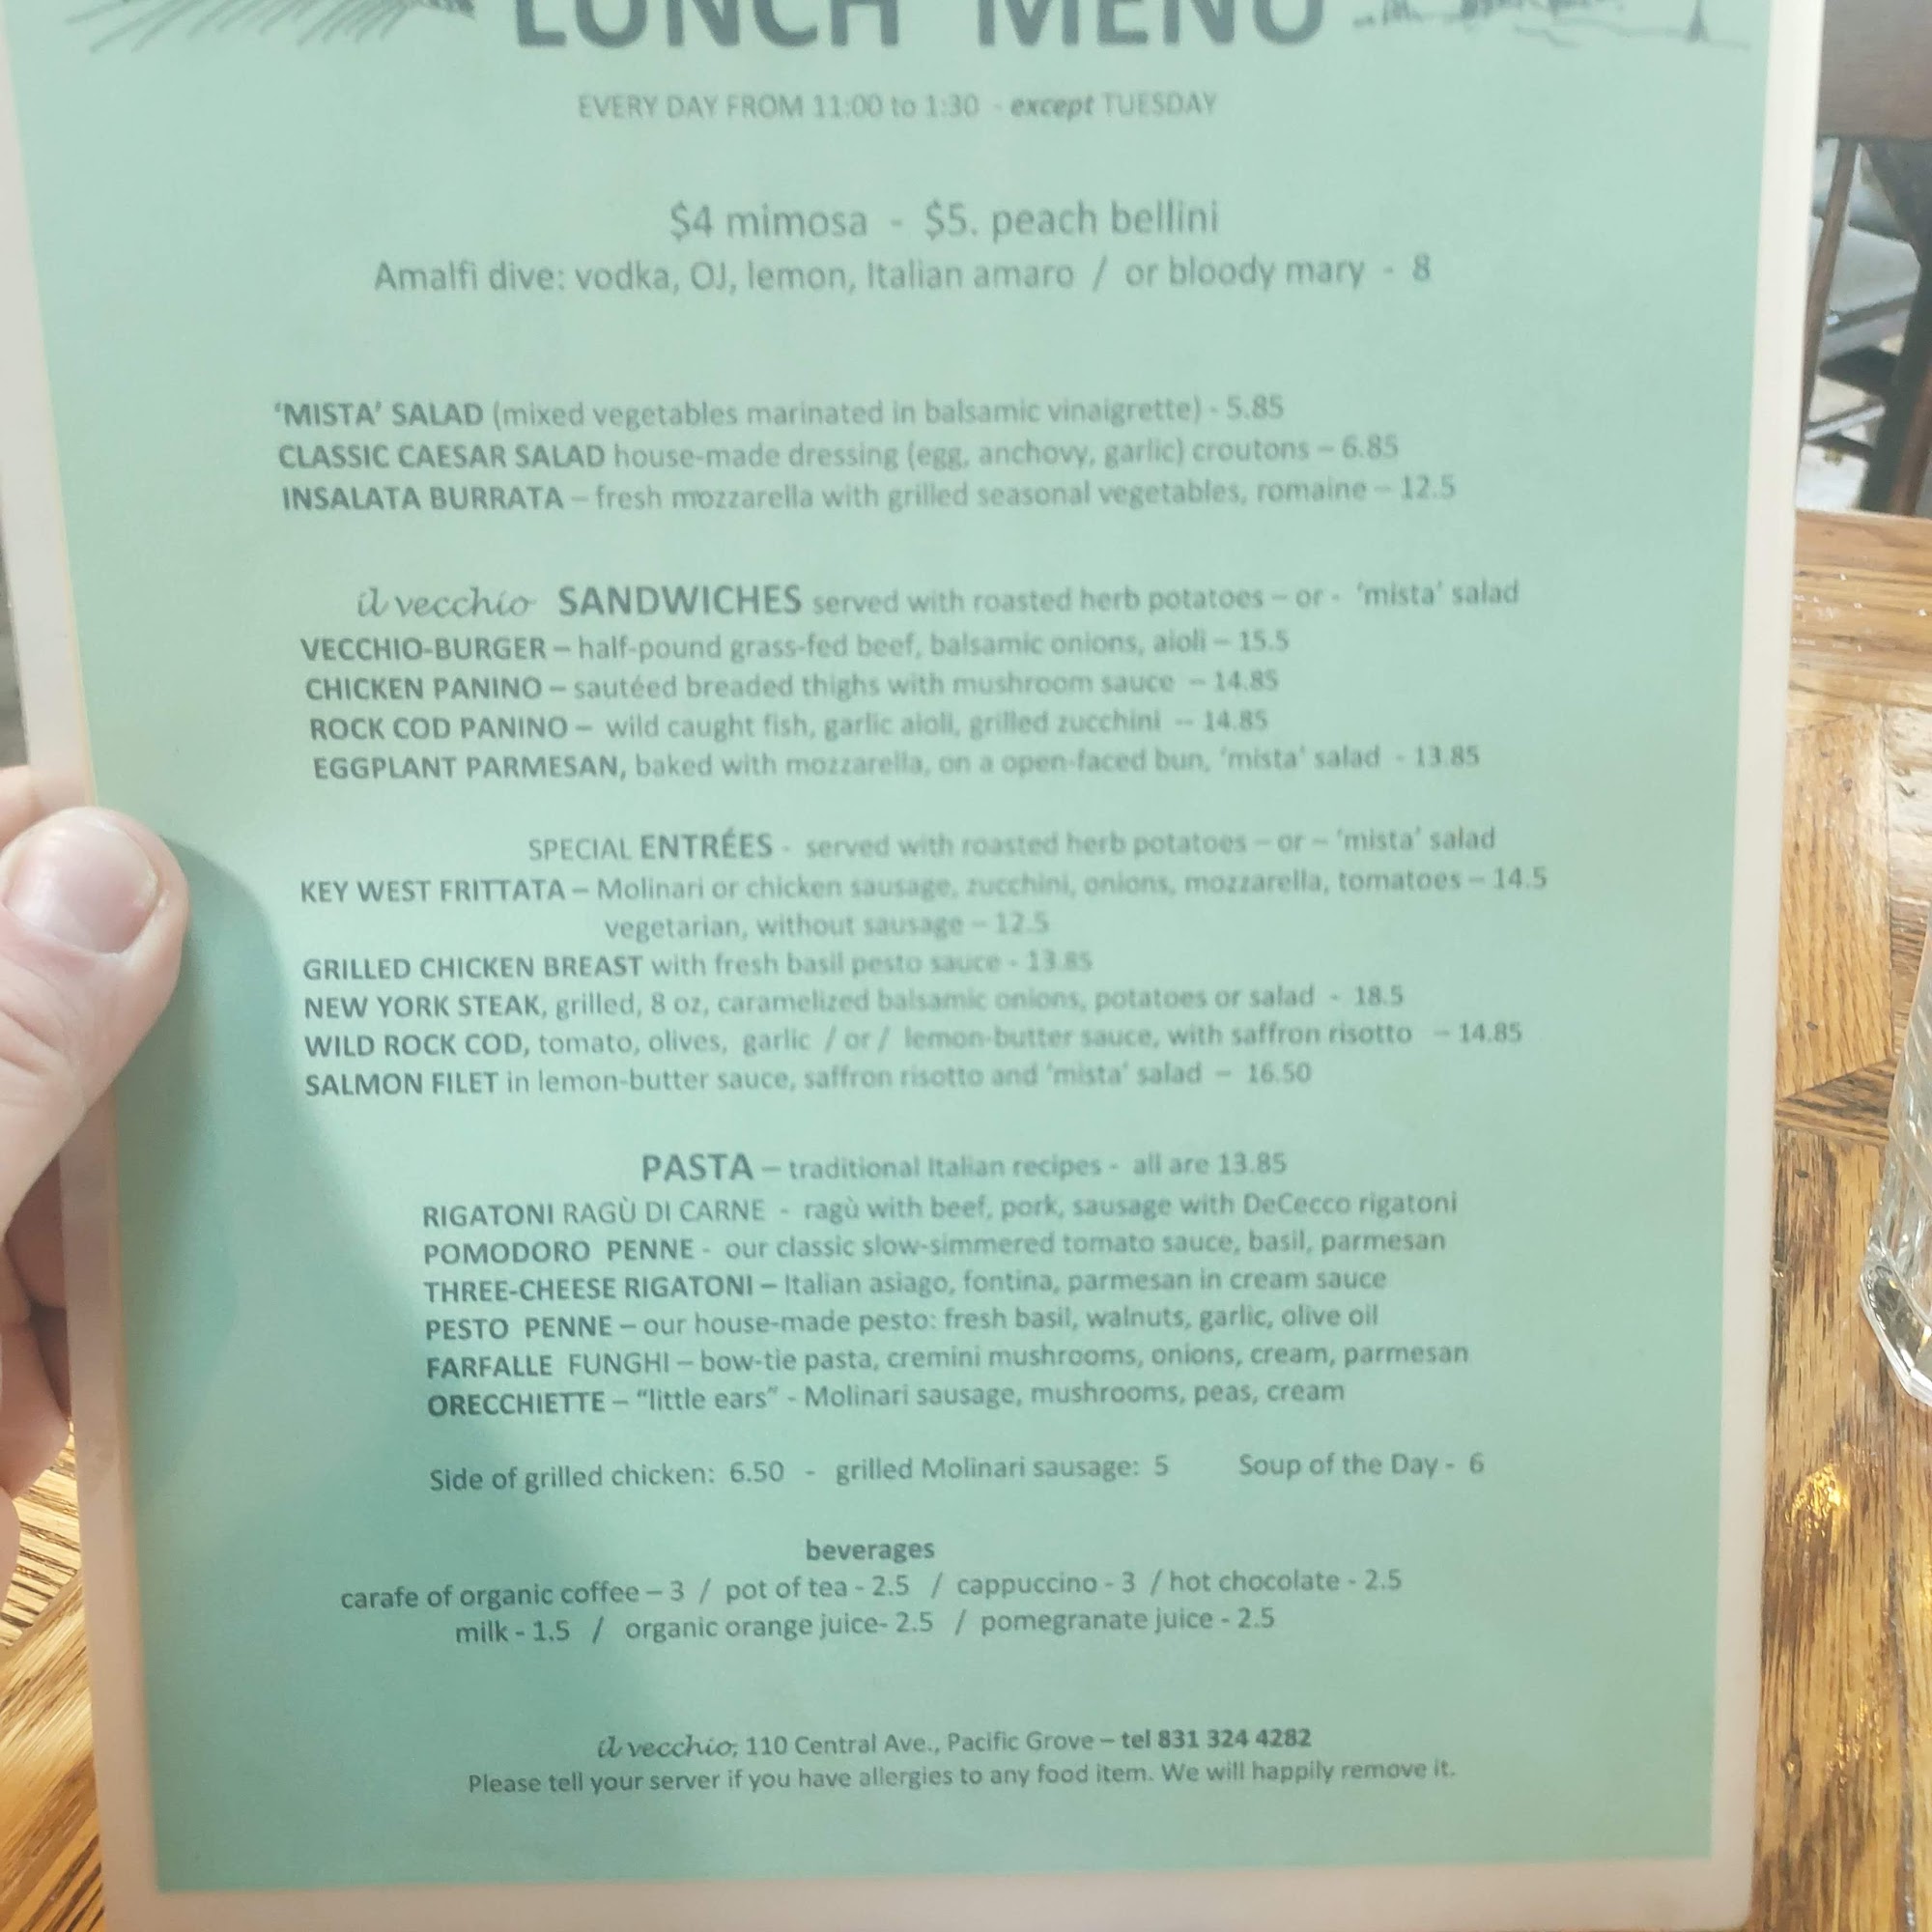 LUNCH MENU
EVERY DAY FROM 11:00 to 1:30 - except TUESDAY
$4 mimosa - $5. peach bellini
Amalfi dive: vodka, OJ, lemon, Italian amaro / or bloody mary - 8
'MISTA' SALAD (mixed vegetables marinated in balsamic vinaigrette) - 5.85
CLASSIC CAESAR SALAD house-made dressing (egg, anchovy, garlic) croutons – 6.85
INSALATA BURRATA – fresh mozzarella with grilled seasonal vegetables, romaine – 12.5
il vecchio SANDWICHES served with roasted herb potatoes – or - 'mista' salad
VECCHIO-BURGER – half-pound grass-fed beef, balsamic onions, aioli – 15.5
CHICKEN PANINO – sautéed breaded thighs with mushroom sauce – 14.85
ROCK COD PANINO – wild caught fish, garlic aioli, grilled zucchini -- 14.85
EGGPLANT PARMESAN, baked with mozzarella, on a open-faced bun, 'mista' salad - 13.85
SPECIAL ENTRÉES - served with roasted herb potatoes – or – 'mista' salad
KEY WEST FRITTATA – Molinari or chicken sausage, zucchini, onions, mozzarella, tomatoes – 14.5
vegetarian, without sausage – 12.5
GRILLED CHICKEN BREAST with fresh basil pesto sauce - 13.85
NEW YORK STEAK, grilled, 8 oz, caramelized balsamic onions, potatoes or salad - 18.5
WILD ROCK COD, tomato, olives, garlic / or / lemon-butter sauce, with saffron risotto – 14.85
SALMON FILET in lemon-butter sauce, saffron risotto and 'mista' salad – 16.50
PASTA – traditional Italian recipes - all are 13.85
RIGATONI RAGÙ DI CARNE - ragù with beef, pork, sausage with DeCecco rigatoni
POMODORO PENNE - our classic slow-simmered tomato sauce, basil, parmesan
THREE-CHEESE RIGATONI – Italian asiago, fontina, parmesan in cream sauce
PESTO PENNE – our house-made pesto: fresh basil, walnuts, garlic, olive oil
FARFALLE FUNGHI – bow-tie pasta, cremini mushrooms, onions, cream, parmesan
ORECCHIETTE – "little ears" - Molinari sausage, mushrooms, peas, cream
Side of grilled chicken: 6.50 - grilled Molinari sausage: 5 Soup of the Day - 6
beverages
carafe of organic coffee – 3 / pot of tea - 2.5 / cappuccino - 3 / hot chocolate - 2.5
milk - 1.5 / organic orange juice- 2.5 / pomegranate juice - 2.5
il vecchio, 110 Central Ave., Pacific Grove – tel 831 324 4282
Please tell your server if you have allergies to any food item. We will happily remove it.